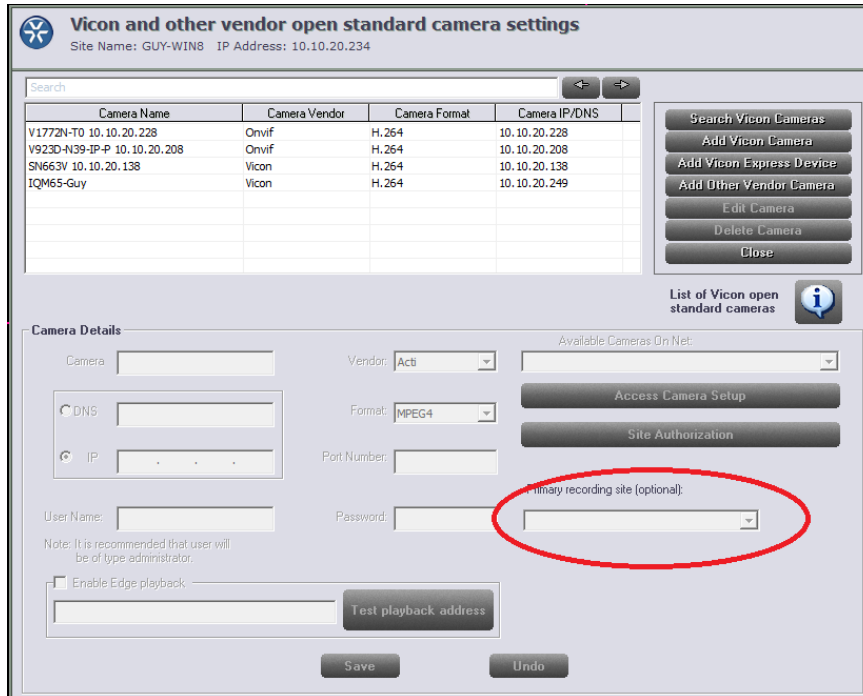 Vicon and other vendor open standard camera settings
Site Name: GUY-WIN8 IP Address: 10.10.20.234
Search
Camera Name Camera Vendor Camera Format Camera IP/DNS
V1772N-T0 10.10.20.228 Onvif H.264 10.10.20.228
V923D-N39-IP-P 10.10.20.208 Onvif H.264 10.10.20.208
SN663V 10.10.20.138 Vicon H.264 10.10.20.138
IQM65-Guy Vicon H.264 10.10.20.249
Search Vicon Cameras
Add Vicon Camera
Add Vicon Express Device
Add Other Vendor Camera
Edit Camera
Delete Camera
Close
List of Vicon open
standard cameras
Camera Details
Camera
Vendor: Acti
Available Cameras On Net:
DNS
Format: MPEG4
Access Camera Setup
Site Authorization
IP . . .
Port Number:
Primary recording site (optional):
User Name:
Password:
Note: It is recommended that user will
be of type administrator.
Enable Edge playback
Test playback address
Save Undo